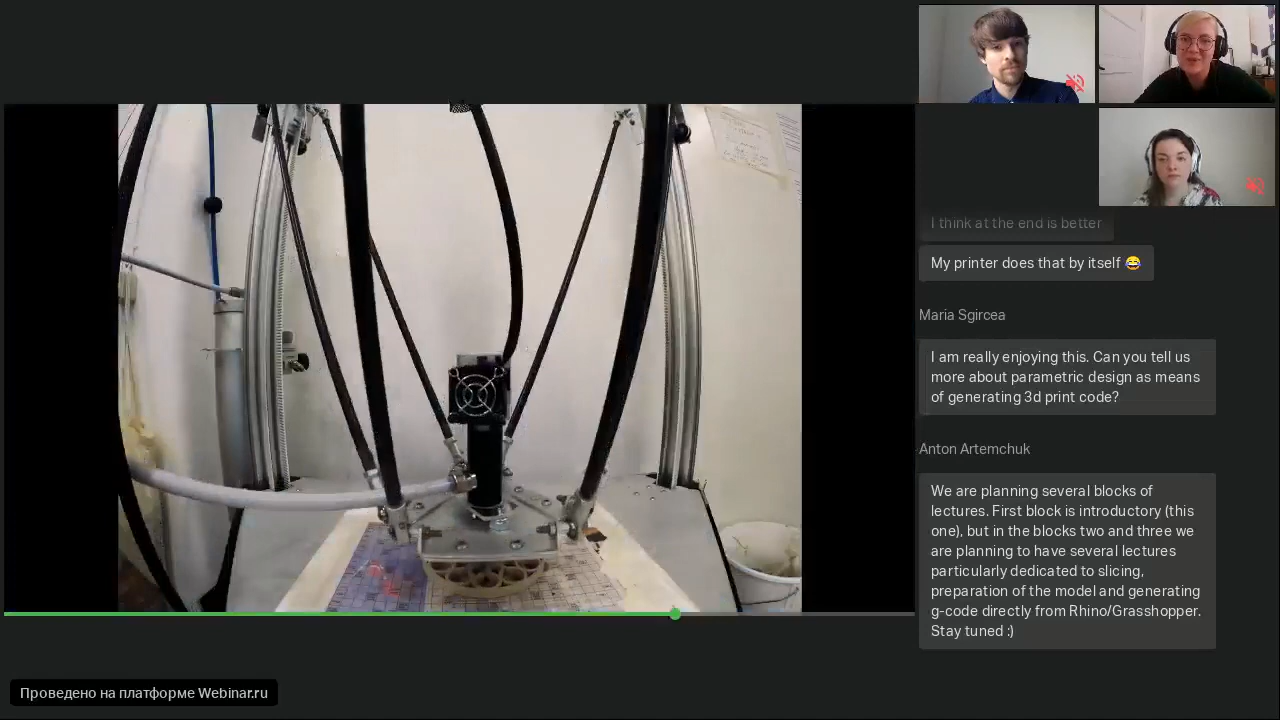 I think at the end is better
My printer does that by itself 😂
Maria Sgircea
I am really enjoying this. Can you tell us
more about parametric design as means
of generating 3d print code?
Anton Artemchuk
We are planning several blocks of
lectures. First block is introductory (this
one), but in the blocks two and three we
are planning to have several lectures
particularly dedicated to slicing,
preparation of the model and generating
g-code directly from Rhino/Grasshopper.
Stay tuned :)
Проведено на платформе Webinar.ru